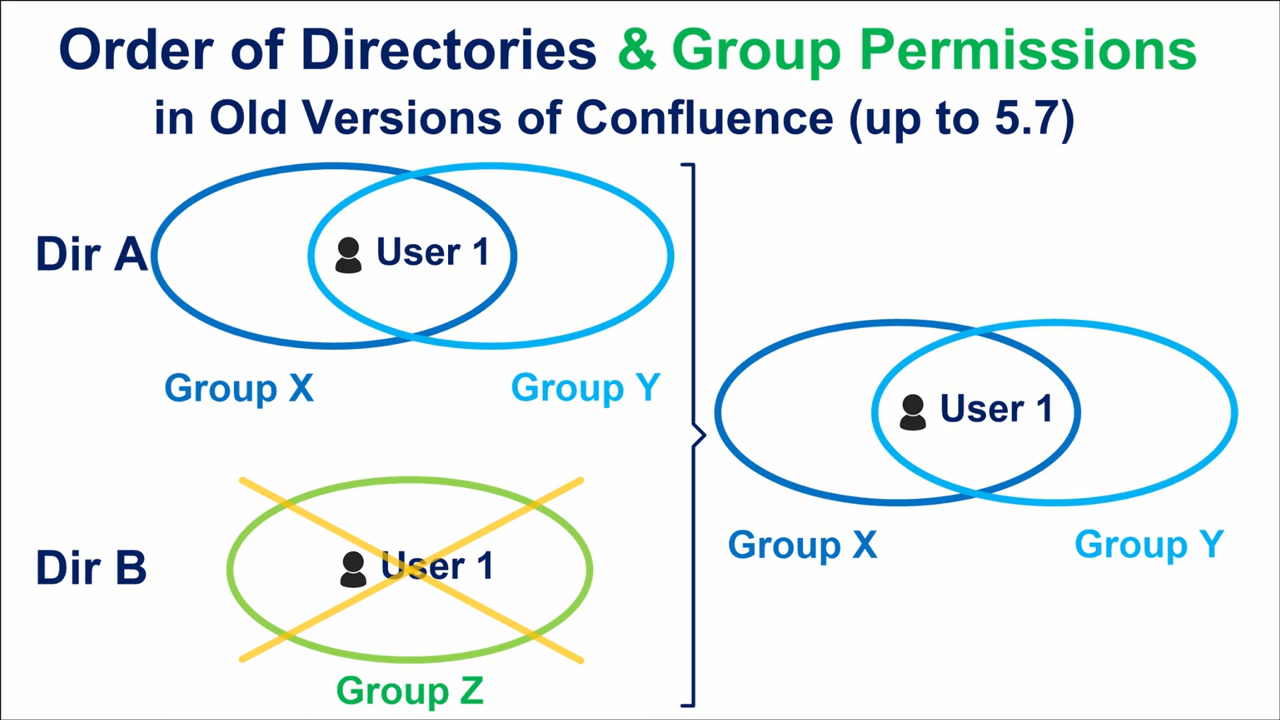 Order of Directories & Group Permissions
in Old Versions of Confluence (up to 5.7)
Dir A
User 1
Group X
Group Y
Dir B
User 1
Group Z
User 1
Group X
Group Y